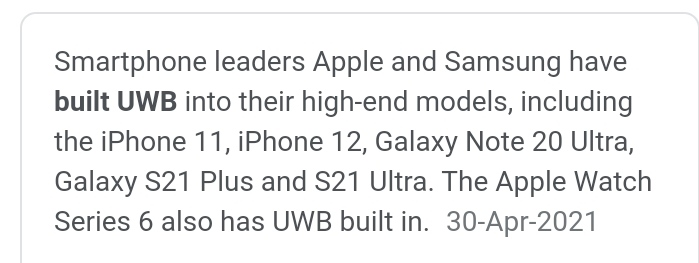 Smartphone leaders Apple and Samsung have
built UWB into their high-end models, including
the iPhone 11, iPhone 12, Galaxy Note 20 Ultra,
Galaxy S21 Plus and S21 Ultra. The Apple Watch
Series 6 also has UWB built in. 30-Apr-2021